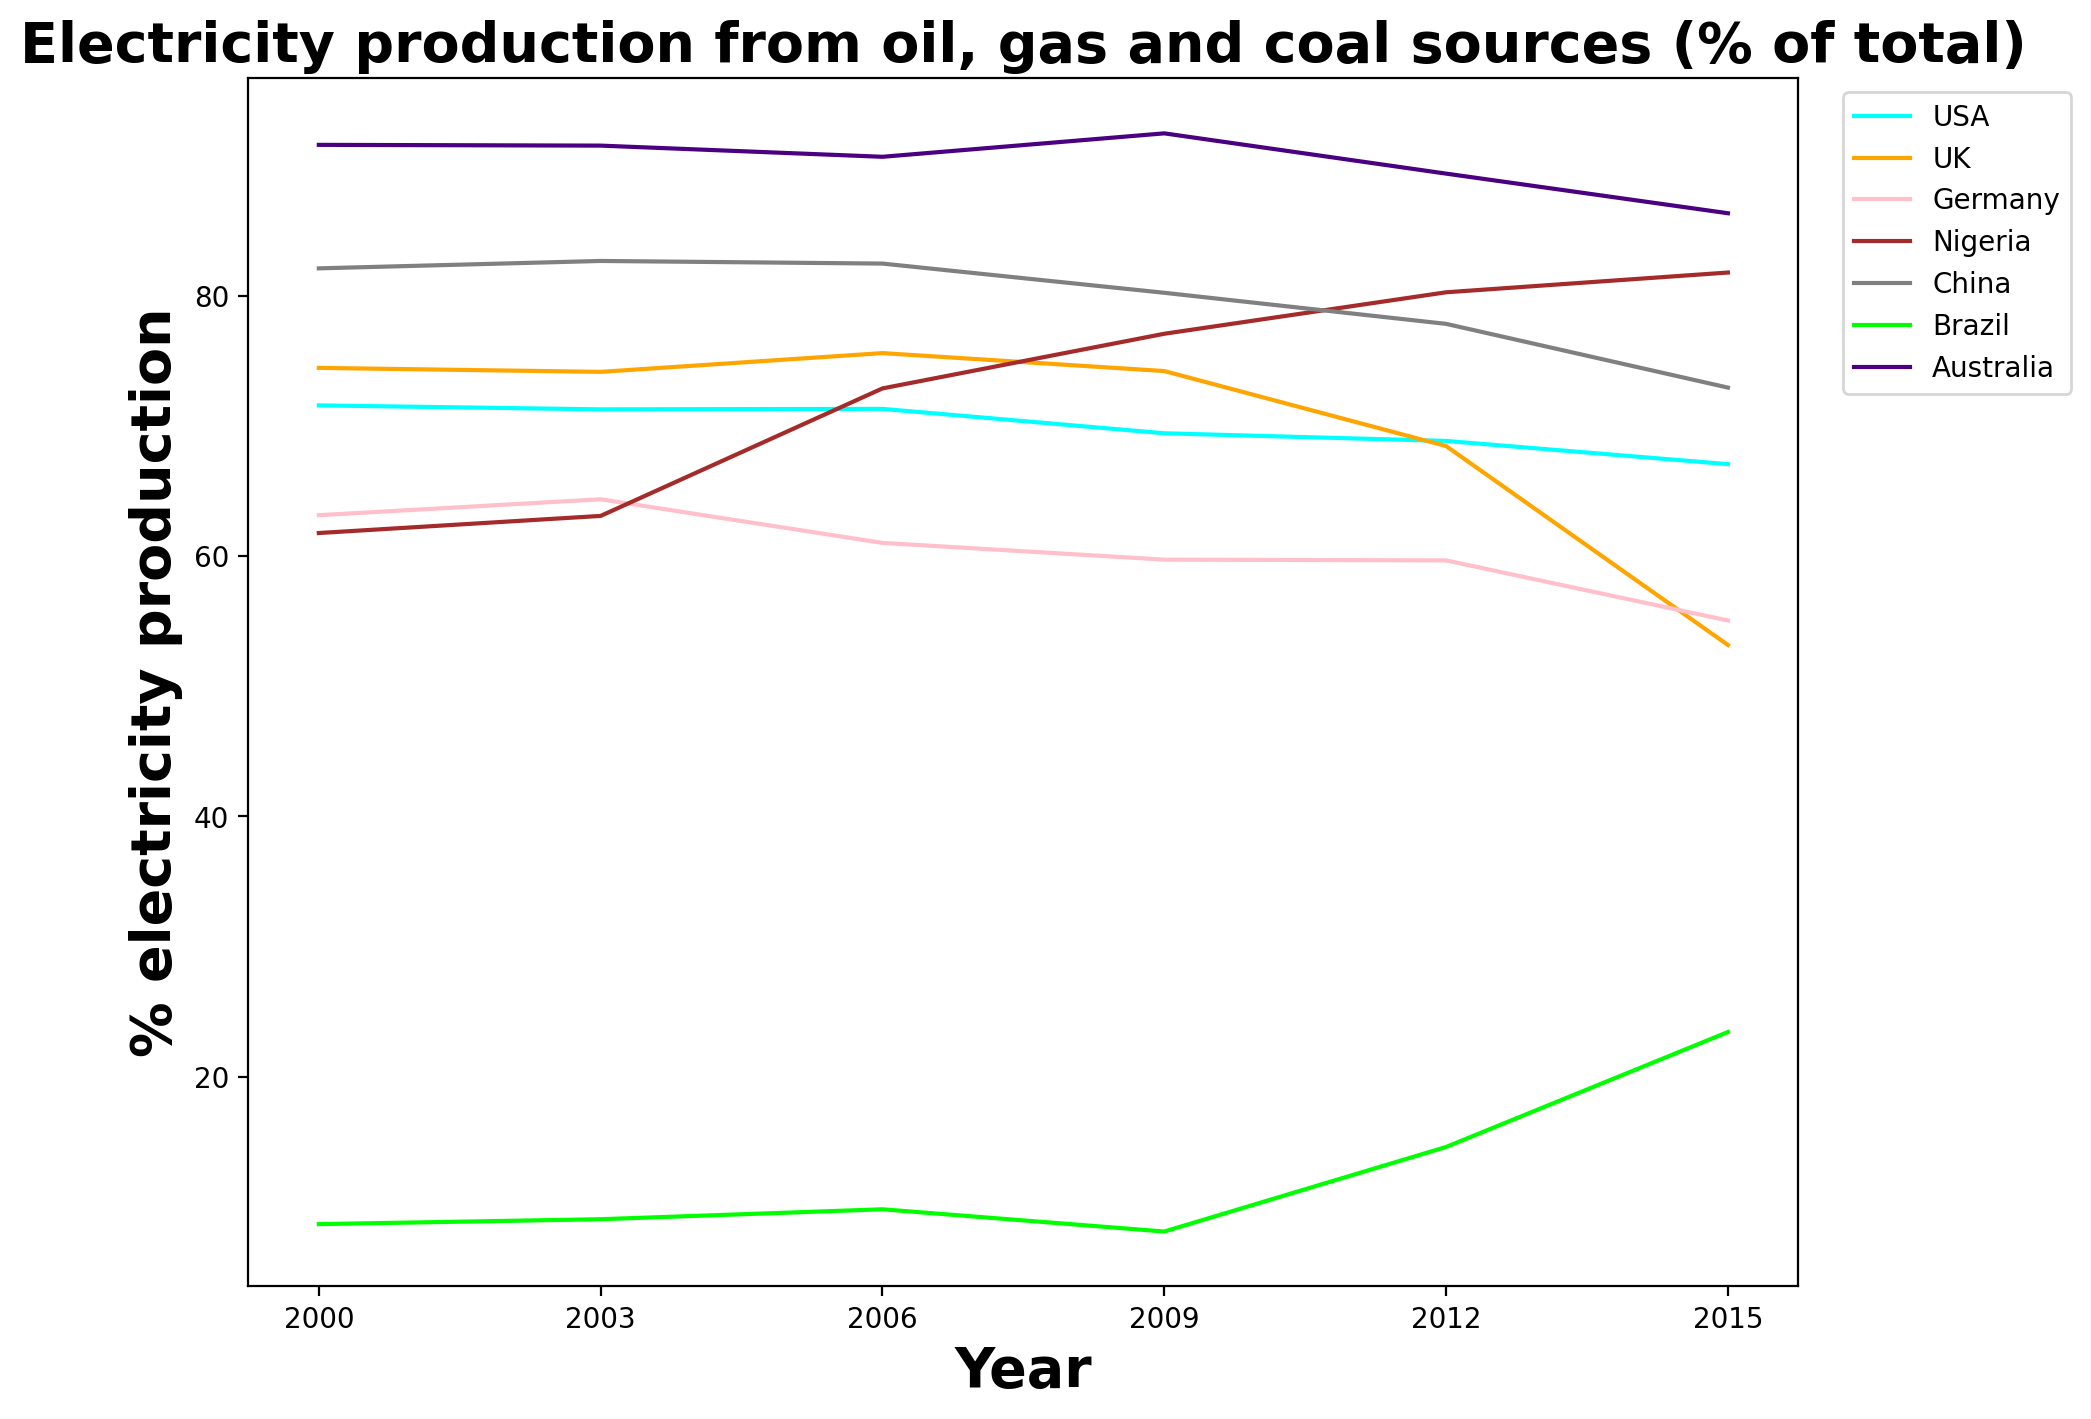 Electricity production from oil, gas and coal sources (% of total)
USA
UK
Germany
Nigeria
China
Brazil
Australia
% electricity production
80
60
40
20
2000 2003 2006 2009 2012 2015
Year